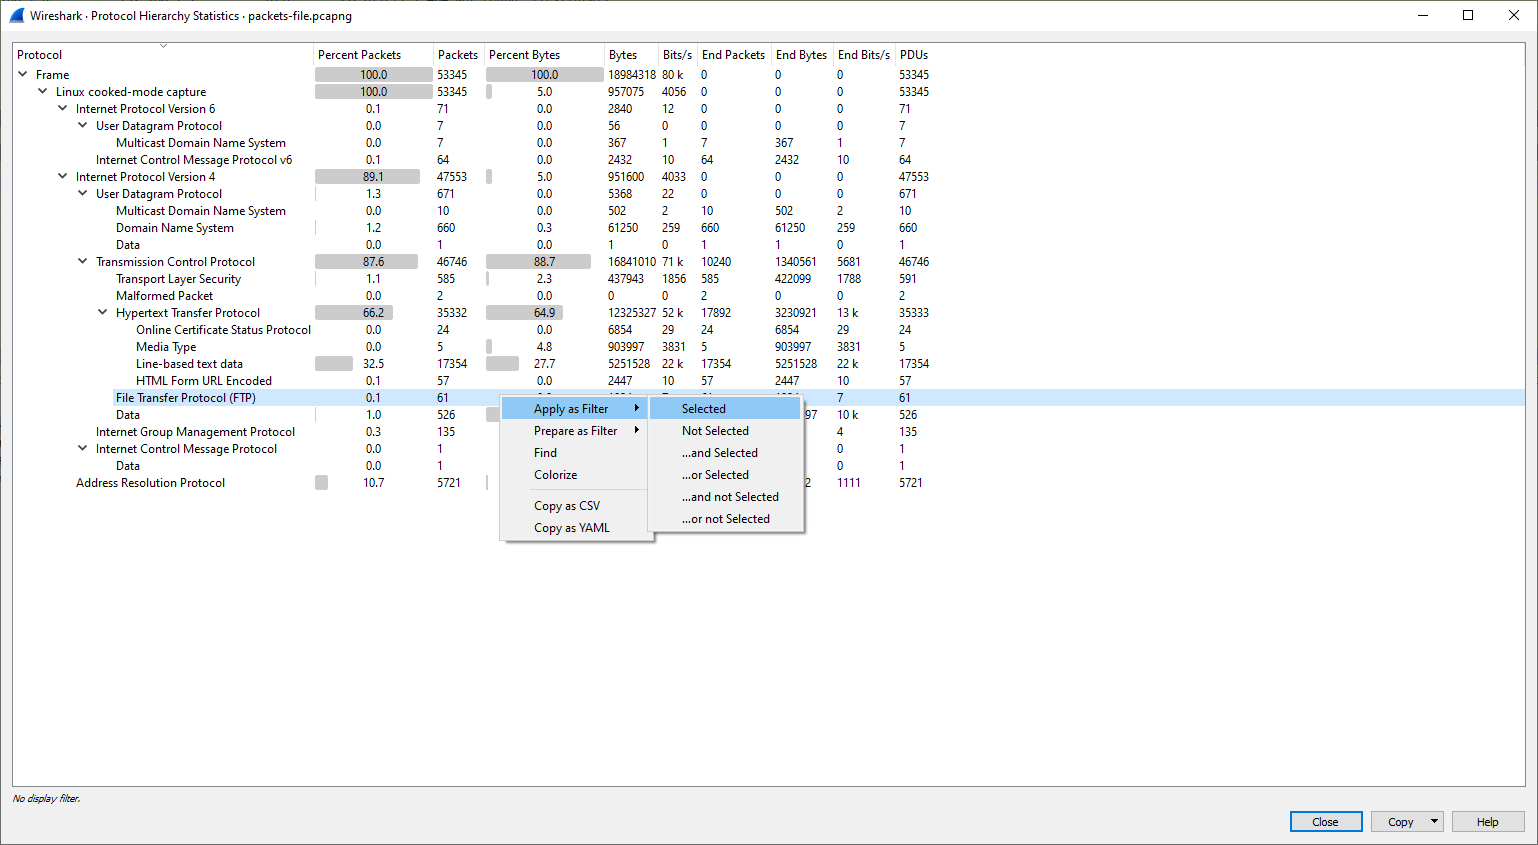 Wireshark · Protocol Hierarchy Statistics · packets-file.pcapng
Protocol Percent Packets Packets Percent Bytes Bytes Bits/s End Packets End Bytes End Bits/s PDUs
Frame 100.0 53345 100.0 18984318 80 k 0 0 0 53345
Linux cooked-mode capture 100.0 53345 5.0 957075 4056 0 0 0 53345
Internet Protocol Version 6 0.1 71 0.0 2840 12 0 0 0 71
User Datagram Protocol 0.0 7 0.0 56 0 0 0 0 7
Multicast Domain Name System 0.0 7 0.0 367 1 7 367 1 7
Internet Control Message Protocol v6 0.1 64 0.0 2432 10 64 2432 10 64
Internet Protocol Version 4 89.1 47553 5.0 951600 4033 0 0 0 47553
User Datagram Protocol 1.3 671 0.0 5368 22 0 0 0 671
Multicast Domain Name System 0.0 10 0.0 502 2 10 502 2 10
Domain Name System 1.2 660 0.3 61250 259 660 61250 259 660
Data 0.0 1 0.0 1 0 1 1 0 1
Transmission Control Protocol 87.6 46746 88.7 16841010 71 k 10240 1340561 5681 46746
Transport Layer Security 1.1 585 2.3 437943 1856 585 422099 1788 591
Malformed Packet 0.0 2 0.0 0 0 2 0 0 2
Hypertext Transfer Protocol 66.2 35332 64.9 12325327 52 k 17892 3230921 13 k 35333
Online Certificate Status Protocol 0.0 24 0.0 6854 29 24 6854 29 24
Media Type 0.0 5 4.8 903997 3831 5 903997 3831 5
Line-based text data 32.5 17354 27.7 5251528 22 k 17354 5251528 22 k 17354
HTML Form URL Encoded 0.1 57 0.0 2447 10 57 2447 10 57
File Transfer Protocol (FTP) 0.1 61 7 61
Data 1.0 526 97 10 k 526
Internet Group Management Protocol 0.3 135 4 135
Internet Control Message Protocol 0.0 1 0 1
Data 0.0 1 0 1
Address Resolution Protocol 10.7 5721 2 1111 5721
Apply as Filter
Prepare as Filter
Find
Colorize
Copy as CSV
Copy as YAML
Selected
Not Selected
...and Selected
...or Selected
...and not Selected
...or not Selected
No display filter.
Close Copy Help